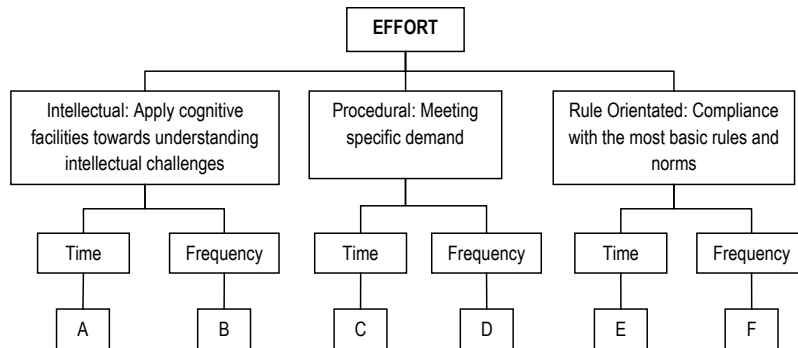 EFFORT
Intellectual: Apply cognitive
facilities towards understanding
intellectual challenges
Procedural: Meeting
specific demand
Rule Orientated: Compliance
with the most basic rules and
norms
Time
Frequency
Time
Frequency
Time
Frequency
A
B
C
D
E
F